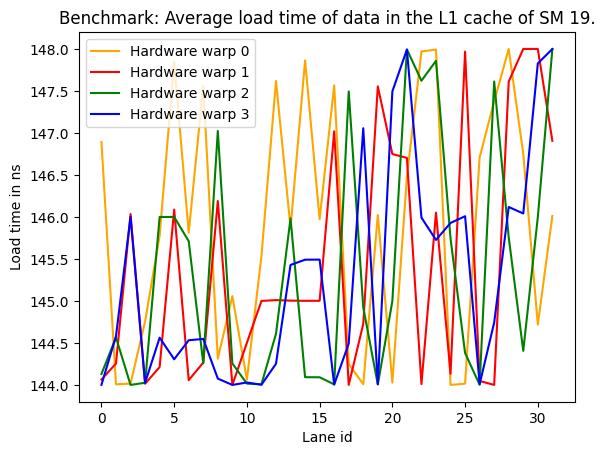 Benchmark: Average load time of data in the L1 cache of SM 19.
Hardware warp 0
Hardware warp 1
Hardware warp 2
Hardware warp 3
148.0
147.5
147.0
146.5
146.0
145.5
145.0
144.5
144.0
Load time in ns
0 5 10 15 20 25 30
Lane id